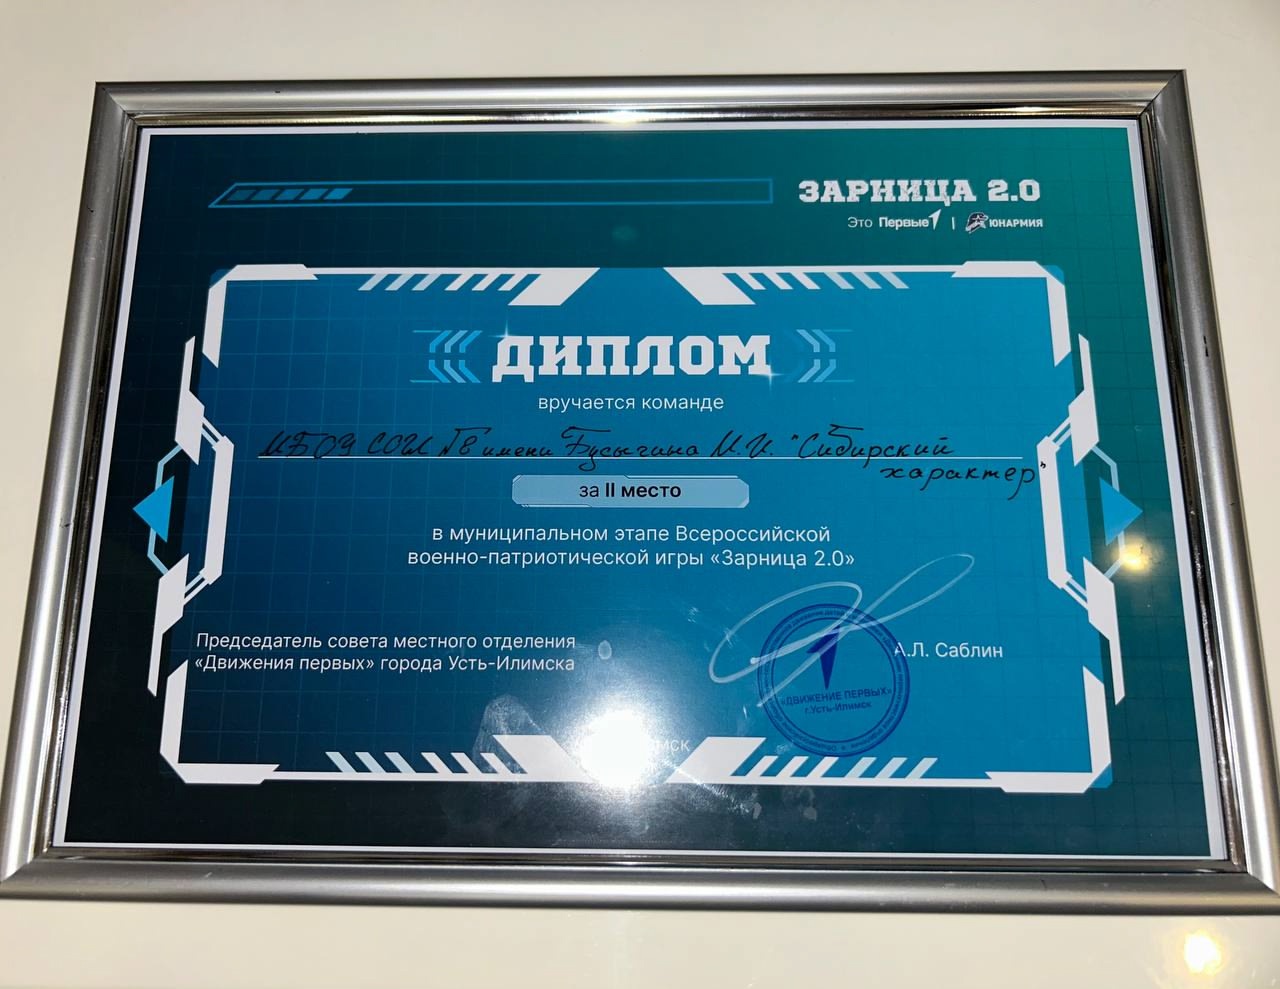 ЗАРНИЦА 2.0
Это Первые | ЮНАРМИЯ
ДИПЛОМ
вручается команде
МБОУ СОШ №8 имени Бусыгина М.И. "Сибирский
характер"
за II место
в муниципальном этапе Всероссийской
военно-патриотической игры «Зарница 2.0»
Председатель совета местного отделения
«Движения первых» города Усть-Илимска
А.Л. Саблин
«ДВИЖЕНИЕ ПЕРВЫХ»
г.Усть-Илимск